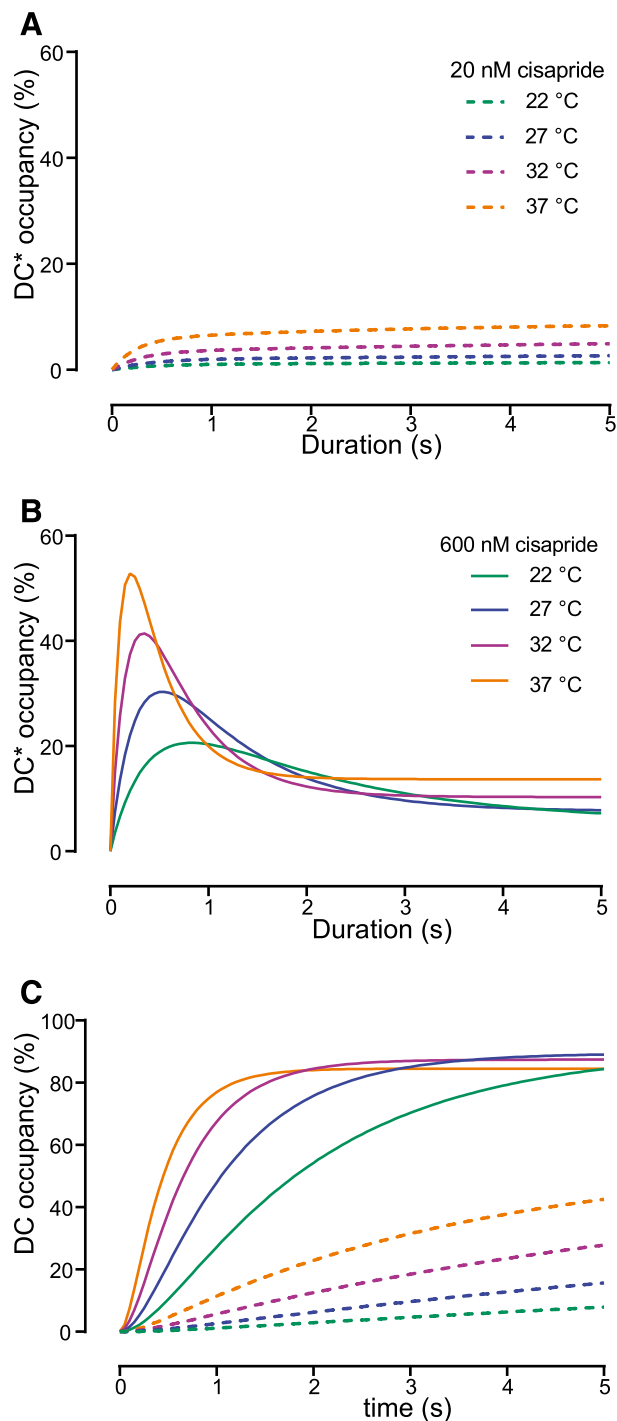 A
60
40
20
0
DC* occupancy (%)
20 nM cisapride
22 °C
27 °C
32 °C
37 °C
0 1 2 3 4 5
Duration (s)
B
60
40
20
0
DC* occupancy (%)
600 nM cisapride
22 °C
27 °C
32 °C
37 °C
0 1 2 3 4 5
Duration (s)
C
100
80
60
40
20
0
DC occupancy (%)
0 1 2 3 4 5
time (s)